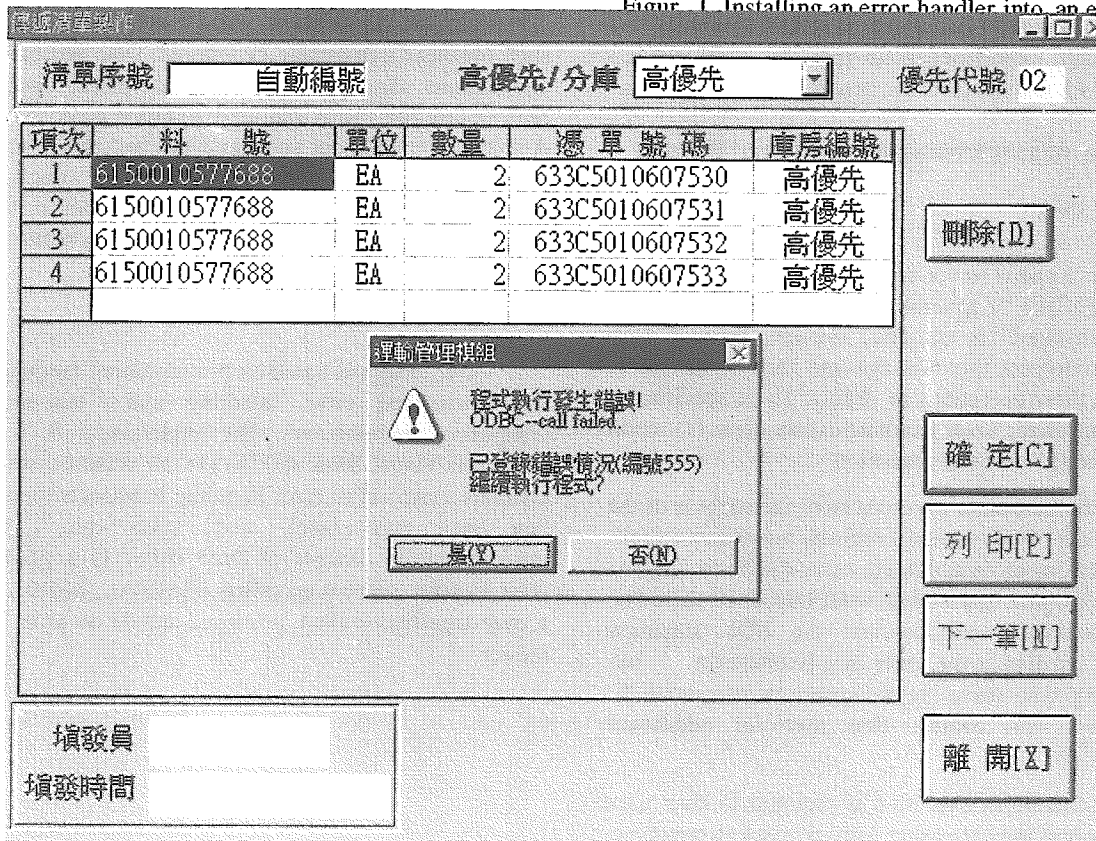 Figur 1 Installing an error handler into an e
清單序號 自動編號 高優先/分庫 高優先 優先代號 02
項次 料 號 單位 數量 憑 單 號 碼 庫房編號
1 6150010577688 EA 2 633C5010607530 高優先
2 6150010577688 EA 2 633C5010607531 高優先
3 6150010577688 EA 2 633C5010607532 高優先
4 6150010577688 EA 2 633C5010607533 高優先
刪除[D]
運輸管理模組
程式執行發生錯誤!
ODBC--call failed.
已登錄錯誤情況(編號555)
繼續執行程式?
是(Y) 否(N)
確 定[C]
列 印[P]
下一筆[N]
離 開[X]
填發員
填發時間